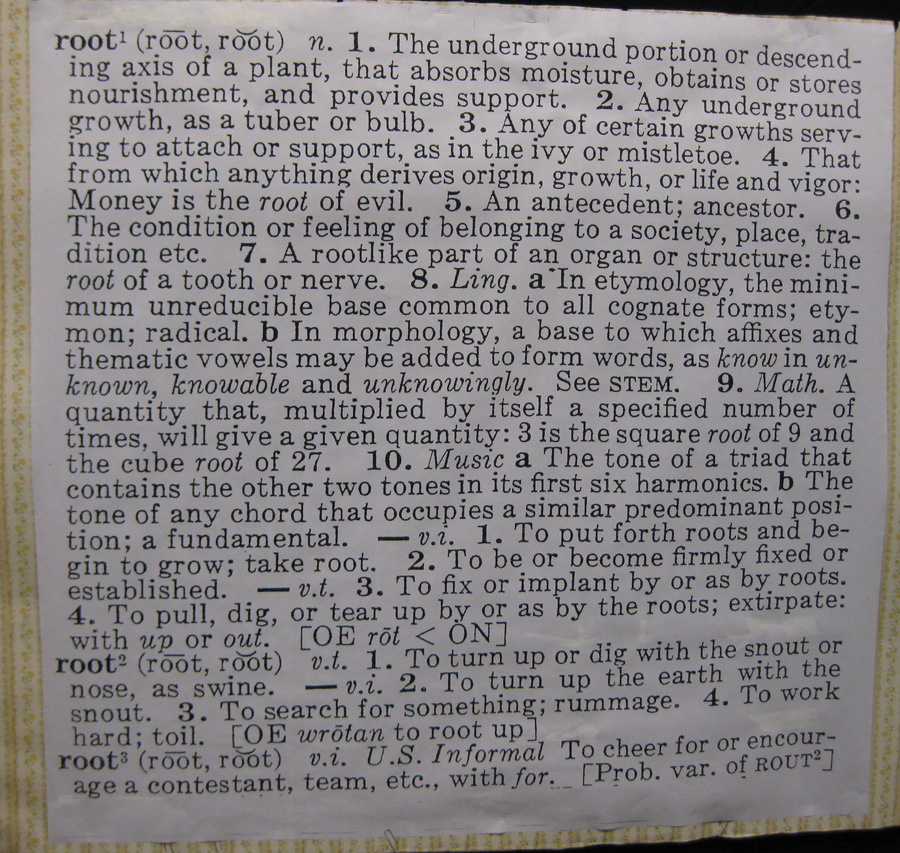 root¹ (ro͞ot, ro͝ot) n. 1. The underground portion or descend-
ing axis of a plant, that absorbs moisture, obtains or stores
nourishment, and provides support. 2. Any underground
growth, as a tuber or bulb. 3. Any of certain growths serv-
ing to attach or support, as in the ivy or mistletoe. 4. That
from which anything derives origin, growth, or life and vigor:
Money is the root of evil. 5. An antecedent; ancestor. 6.
The condition or feeling of belonging to a society, place, tra-
dition etc. 7. A rootlike part of an organ or structure: the
root of a tooth or nerve. 8. Ling. a In etymology, the mini-
mum unreducible base common to all cognate forms; ety-
mon; radical. b In morphology, a base to which affixes and
thematic vowels may be added to form words, as know in un-
known, knowable and unknowingly. See STEM. 9. Math. A
quantity that, multiplied by itself a specified number of
times, will give a given quantity: 3 is the square root of 9 and
the cube root of 27. 10. Music a The tone of a triad that
contains the other two tones in its first six harmonics. b The
tone of any chord that occupies a similar predominant posi-
tion; a fundamental. — v.i. 1. To put forth roots and be-
gin to grow; take root. 2. To be or become firmly fixed or
established. — v.t. 3. To fix or implant by or as by roots.
4. To pull, dig, or tear up by or as by the roots; extirpate:
with up or out. [OE rōt < ON]
root² (ro͞ot, ro͝ot) v.t. 1. To turn up or dig with the snout or
nose, as swine. — v.i. 2. To turn up the earth with the
snout. 3. To search for something; rummage. 4. To work
hard; toil. [OE wrōtan to root up]
root³ (ro͞ot, ro͝ot) v.i. U.S. Informal To cheer for or encour-
age a contestant, team, etc., with for. [Prob. var. of ROUT²]